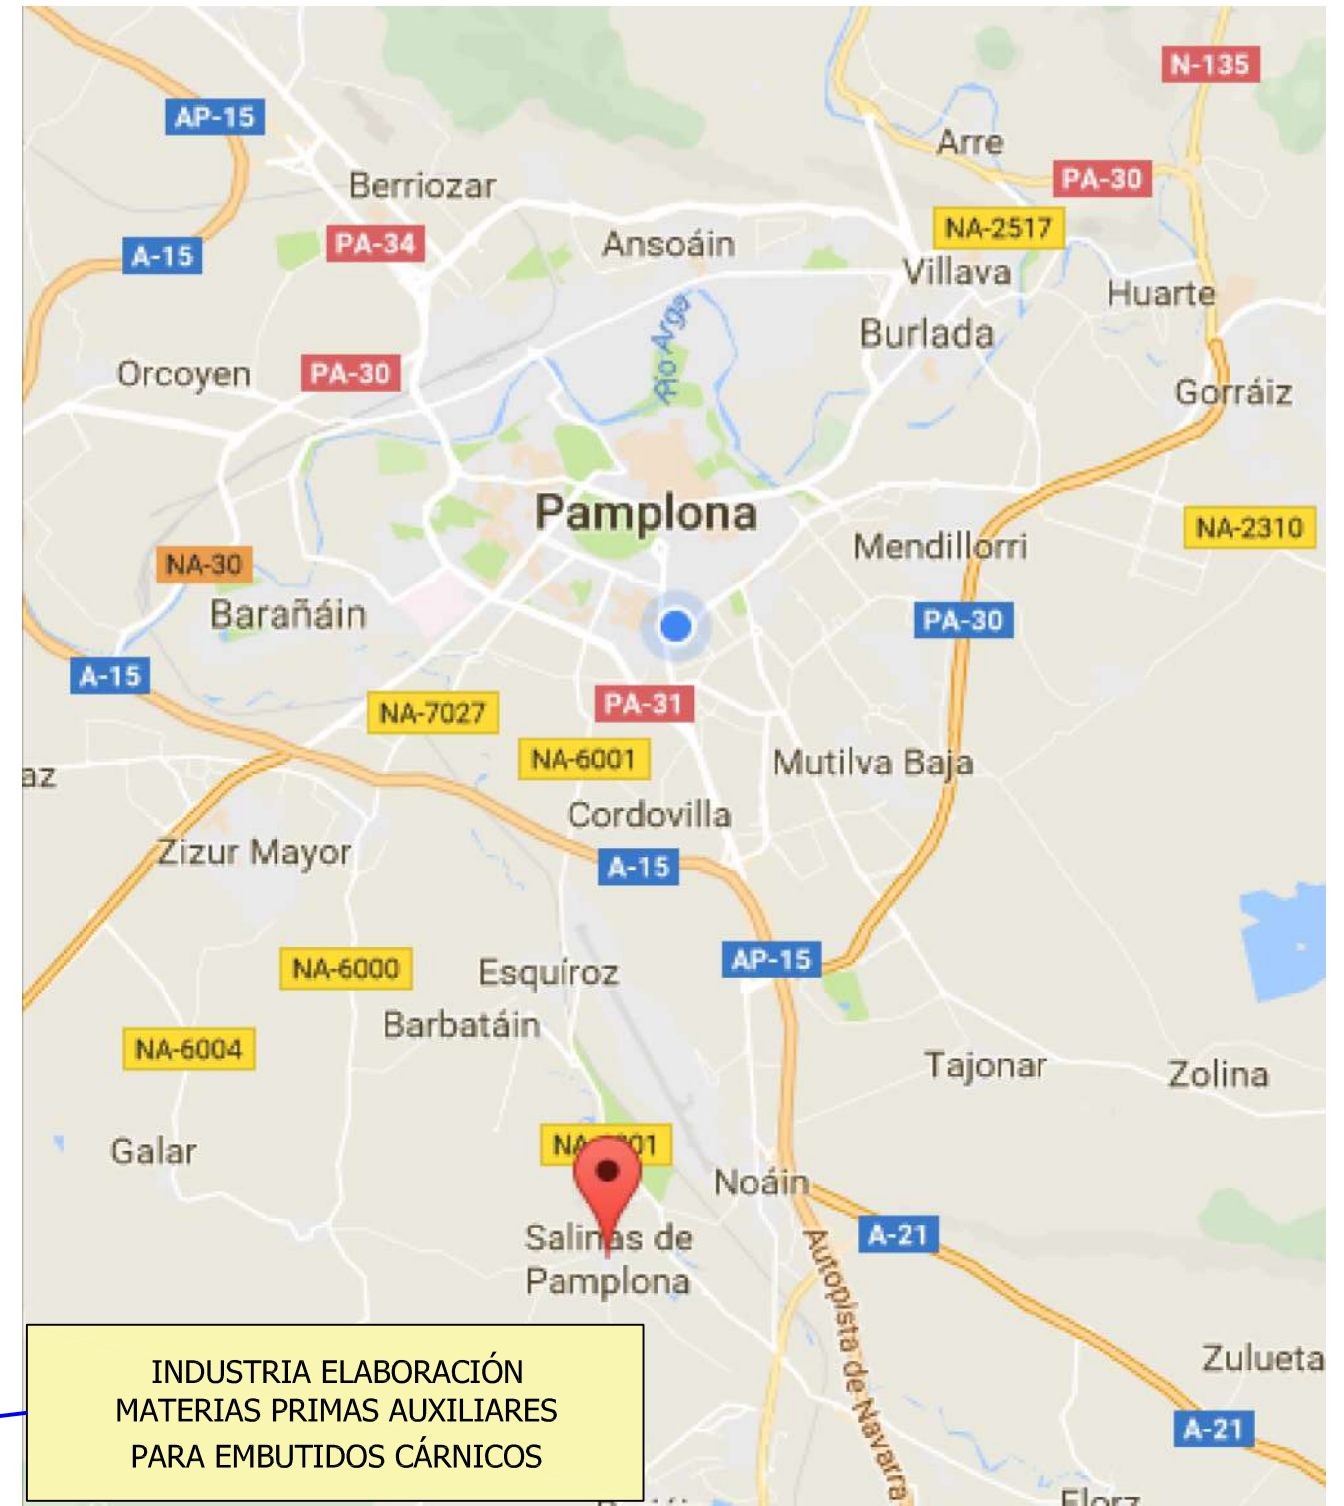 N-135
AP-15
Arre
PA-30
Berriozar
NA-2517
PA-34
Ansoáin
A-15
Villava
Huarte
Río Arga
Burlada
Orcoyen
PA-30
Gorráiz
Pamplona
NA-2310
Mendillorri
NA-30
Barañáin
PA-30
A-15
PA-31
NA-7027
NA-6001
Mutilva Baja
az
Cordovilla
Zizur Mayor
A-15
AP-15
NA-6000
Esquíroz
Barbatáin
NA-6004
Tajonar
Zolina
Galar
Noáin
A-21
Salinas de
Pamplona
Autopista de Navarra
Zulueta
INDUSTRIA ELABORACIÓN
MATERIAS PRIMAS AUXILIARES
PARA EMBUTIDOS CÁRNICOS
A-21
Elorz